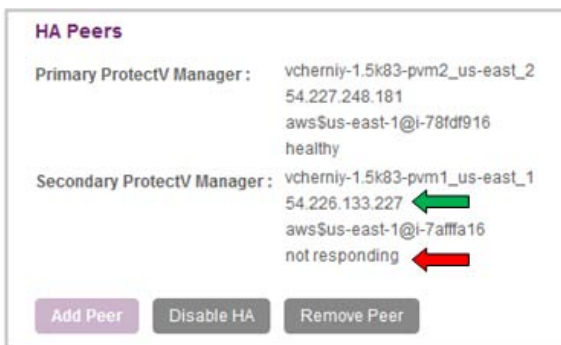 HA Peers
Primary ProtectV Manager : vcherniy-1.5k83-pvm2_us-east_2
54.227.248.181
aws$us-east-1@i-78fdf916
healthy
Secondary ProtectV Manager : vcherniy-1.5k83-pvm1_us-east_1
54.226.133.227
aws$us-east-1@i-7afffa16
not responding
Add Peer Disable HA Remove Peer